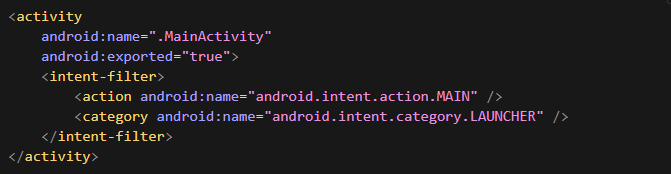 <activity
    android:name=".MainActivity"
    android:exported="true">
    <intent-filter>
        <action android:name="android.intent.action.MAIN" />
        <category android:name="android.intent.category.LAUNCHER" />
    </intent-filter>
</activity>